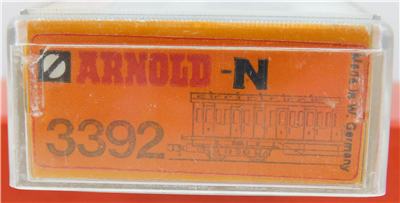 ARNOLD -N
3392
Made in W. Germany